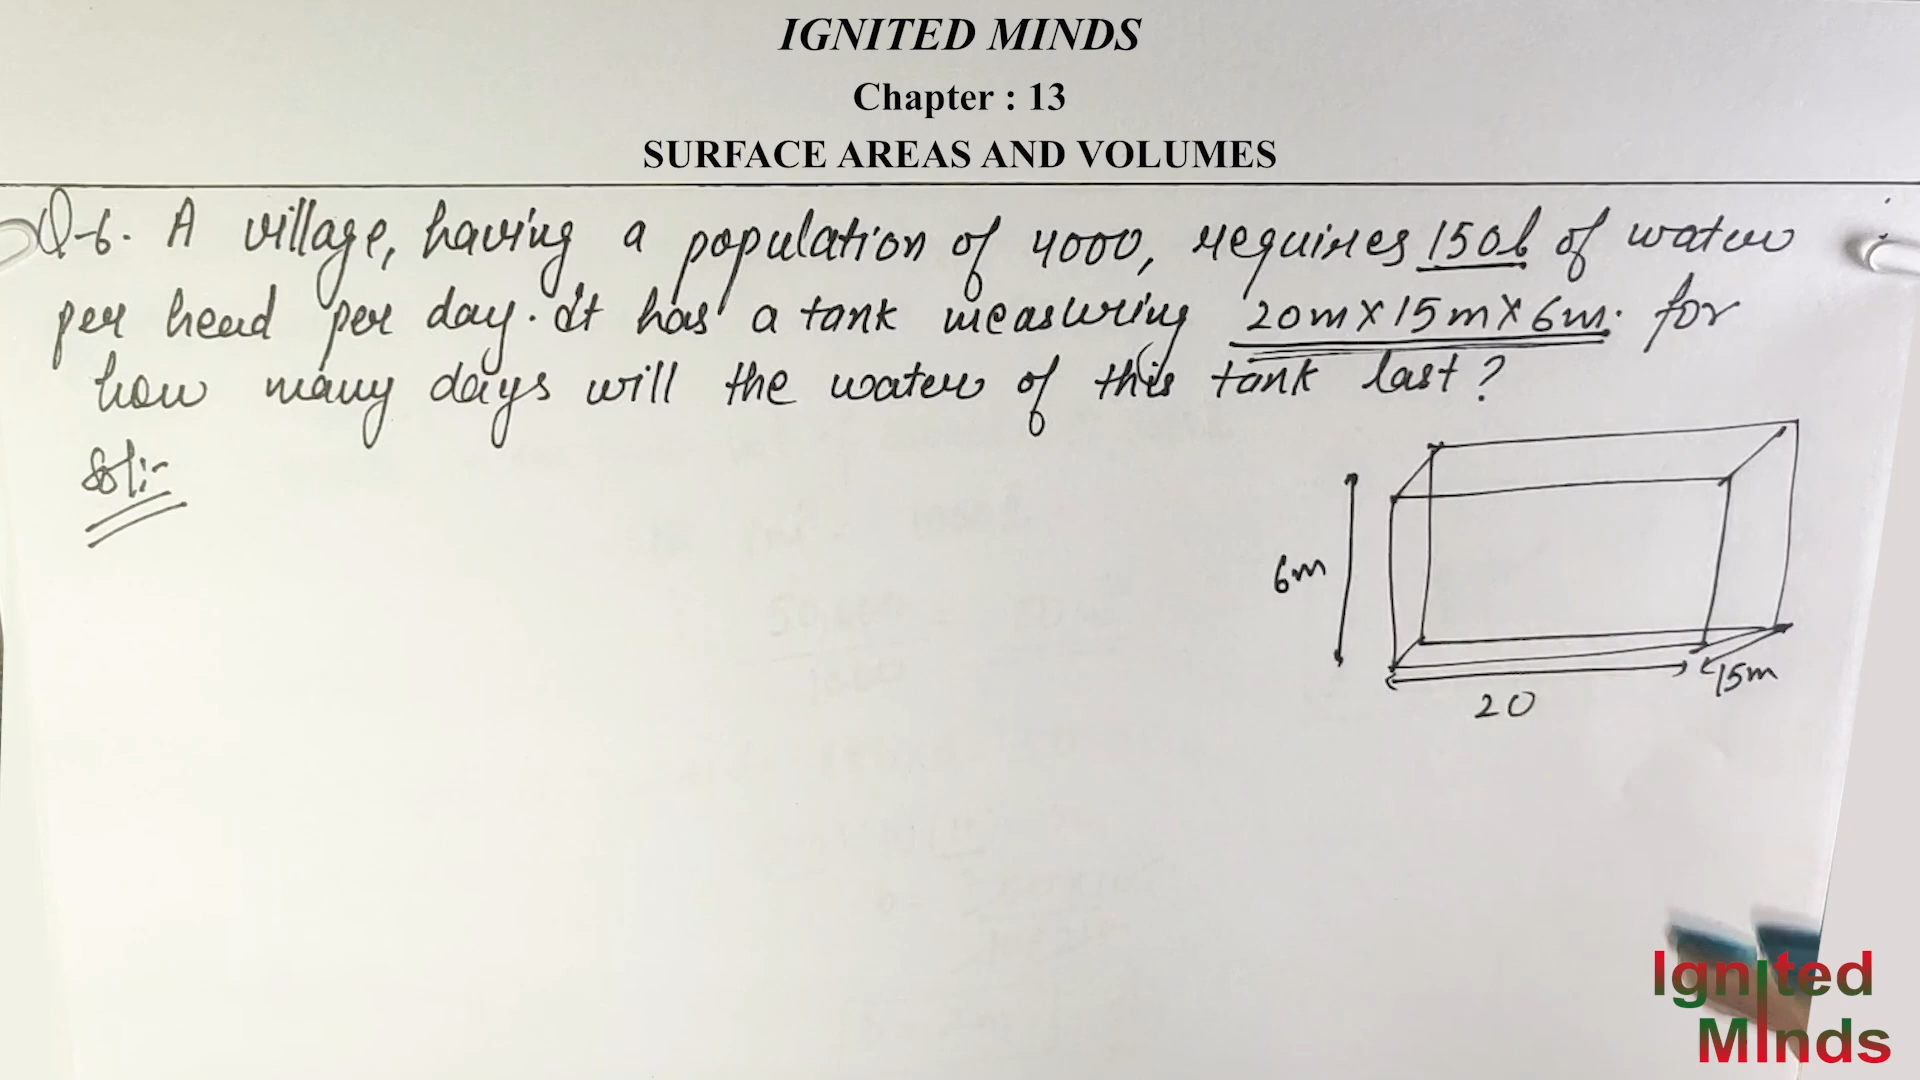 IGNITED MINDS
Chapter : 13
SURFACE AREAS AND VOLUMES
Q-6. A village, having a population of 4000, requires 150l of water
per head per day. It has a tank measuring 20m×15m×6m. for
how many days will the water of this tank last?
Sol:-
6m
15m
20
Ignited
Minds